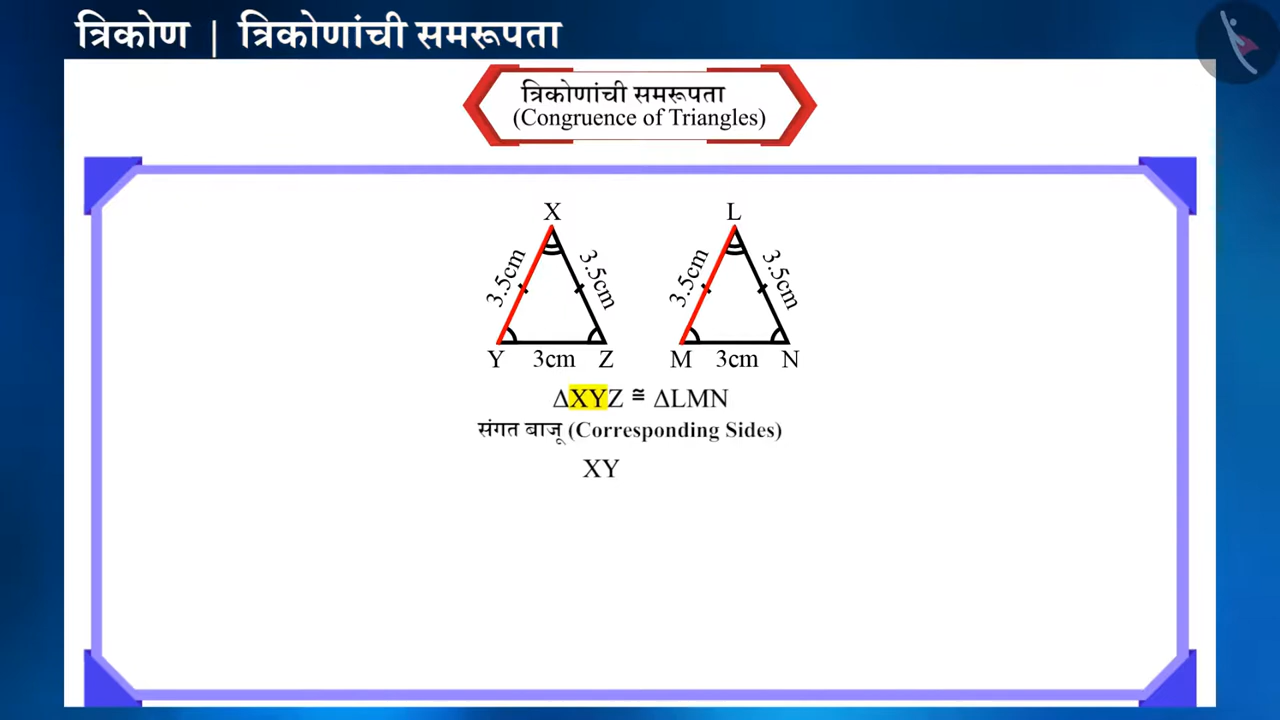 त्रिकोण | त्रिकोणांची समरूपता
त्रिकोणांची समरूपता
(Congruence of Triangles)
X L
3.5cm 3.5cm 3.5cm 3.5cm
Y 3cm Z M 3cm N
ΔXYZ ≅ ΔLMN
संगत बाजू (Corresponding Sides)
XY